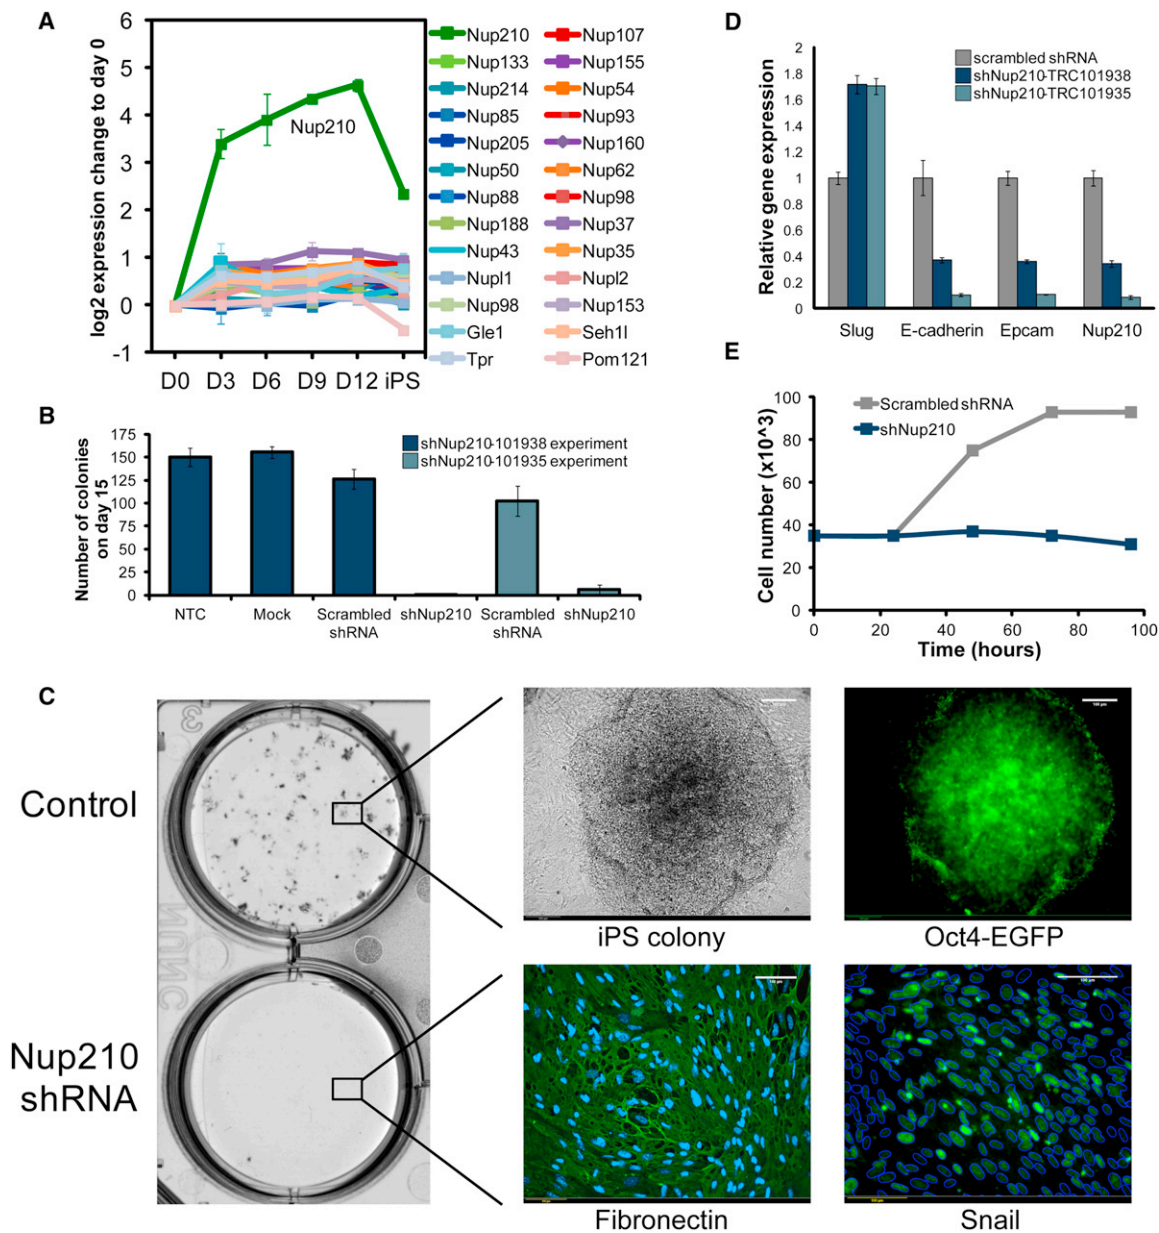 A
log2 expression change to day 0
6
5
4
3
2
1
0
-1
D0 D3 D6 D9 D12 iPS
Nup210
Nup210 Nup107
Nup133 Nup155
Nup214 Nup54
Nup85 Nup93
Nup205 Nup160
Nup50 Nup62
Nup88 Nup98
Nup188 Nup37
Nup43 Nup35
Nupl1 Nupl2
Nup98 Nup153
Gle1 Seh1l
Tpr Pom121
B
Number of colonies
on day 15
175
150
125
100
75
50
25
0
shNup210-101938 experiment
shNup210-101935 experiment
NTC Mock Scrambled shNup210 Scrambled shNup210
shRNA shRNA
D
Relative gene expression
2
1.8
1.6
1.4
1.2
1
0.8
0.6
0.4
0.2
0
scrambled shRNA
shNup210-TRC101938
shNup210-TRC101935
Slug E-cadherin Epcam Nup210
E
Cell number (x10^3)
100
80
60
40
20
0
Scrambled shRNA
shNup210
0 20 40 60 80 100
Time (hours)
C
Control
iPS colony
100 µm
Oct4-EGFP
Nup210
shRNA
100 µm
Fibronectin
100 µm
Snail